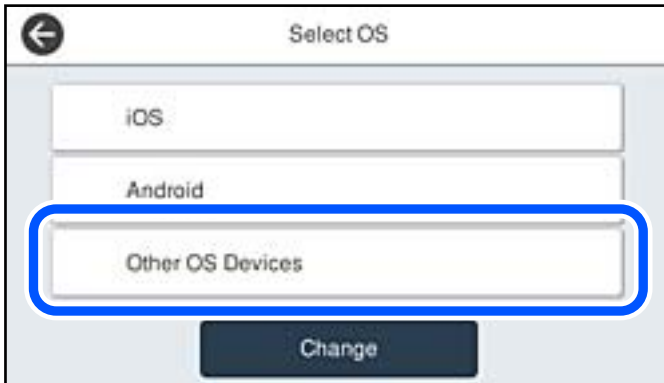 Select OS
iOS
Android
Other OS Devices
Change